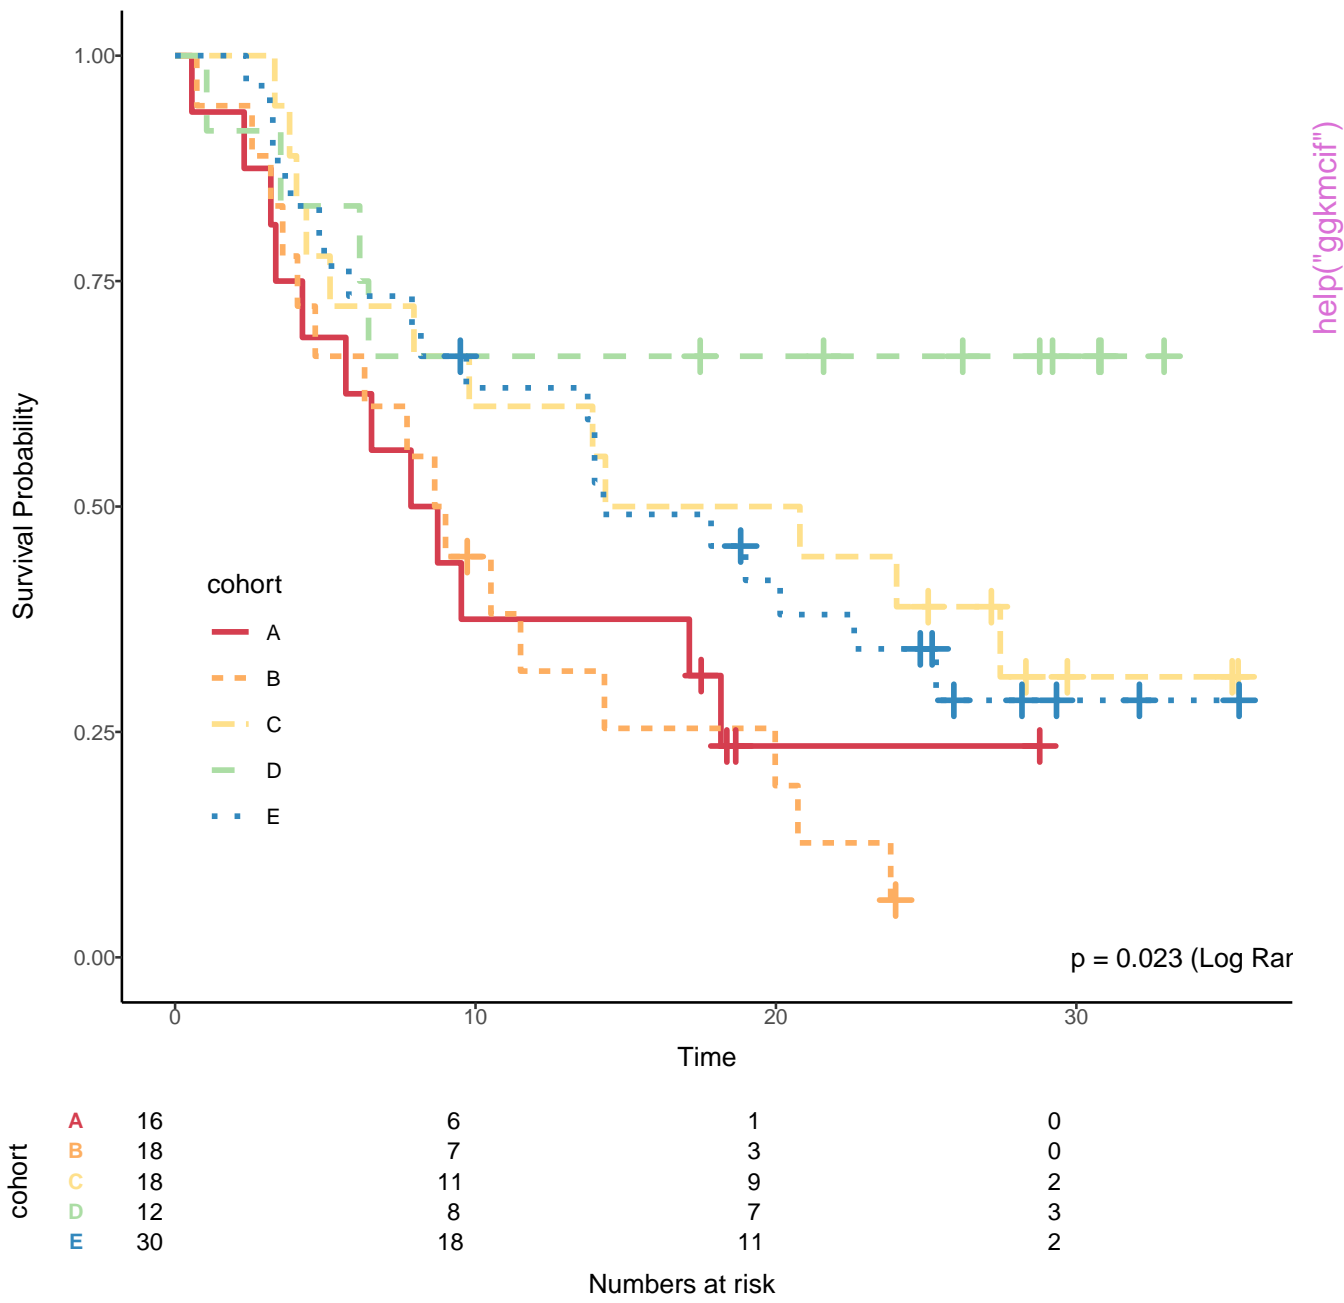 1.00
0.75
0.50
0.25
0.00
Survival Probability
cohort
A
B
C
D
E
p = 0.023 (Log Rar
0 10 20 30
Time
help("ggkmcif")
cohort
A 16 6 1 0
B 18 7 3 0
C 18 11 9 2
D 12 8 7 3
E 30 18 11 2
Numbers at risk